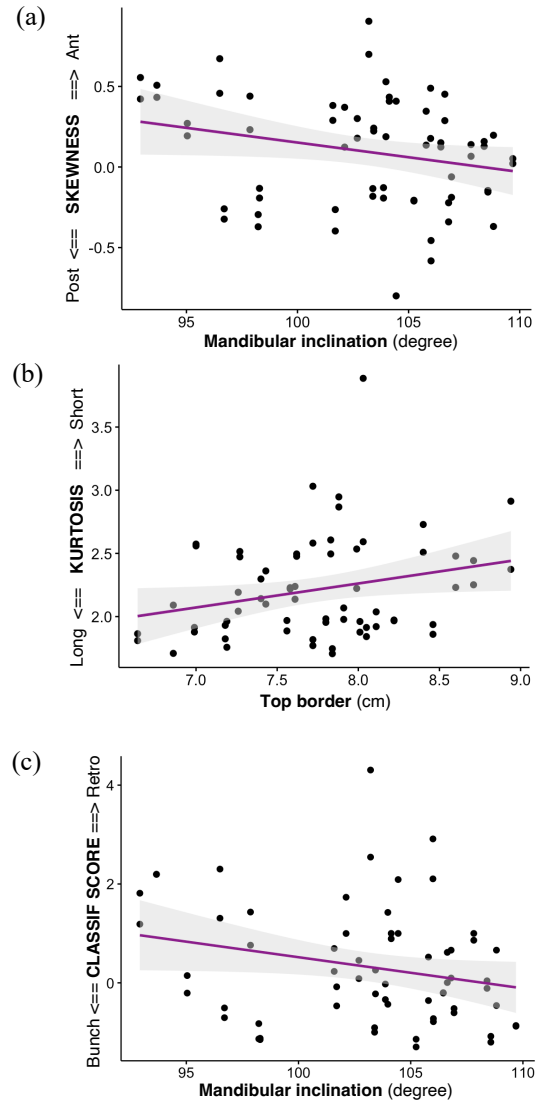 (a)
Post <== SKEWNESS ==> Ant
0.5
0.0
-0.5
95 100 105 110
Mandibular inclination (degree)
(b)
Long <== KURTOSIS ==> Short
3.5
3.0
2.5
2.0
7.0 7.5 8.0 8.5 9.0
Top border (cm)
(c)
Bunch <== CLASSIF SCORE ==> Retro
4
2
0
95 100 105 110
Mandibular inclination (degree)